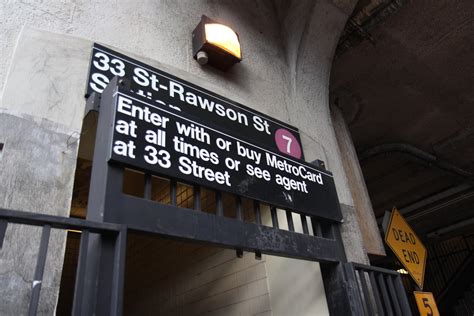 33 St-Rawson St
Station
7
Enter with or buy MetroCard
at all times or see agent
at 33 Street
DEAD
END
5